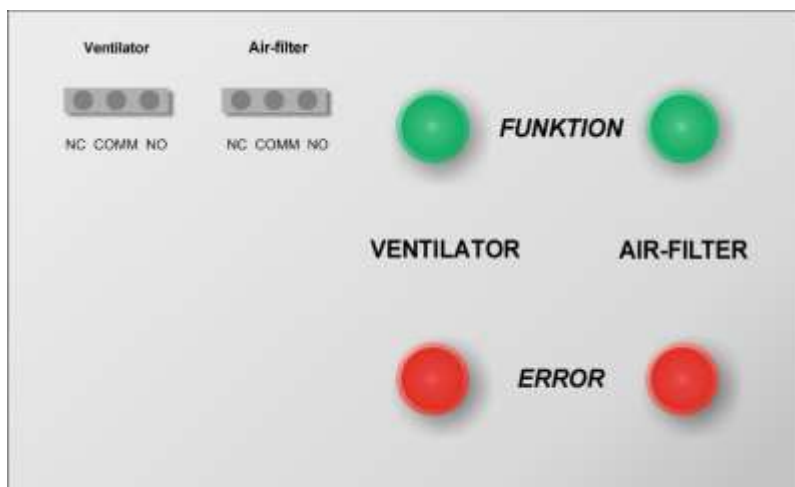 Ventilator
Air-filter
NC COMM NO
NC COMM NO
FUNKTION
VENTILATOR
AIR-FILTER
ERROR